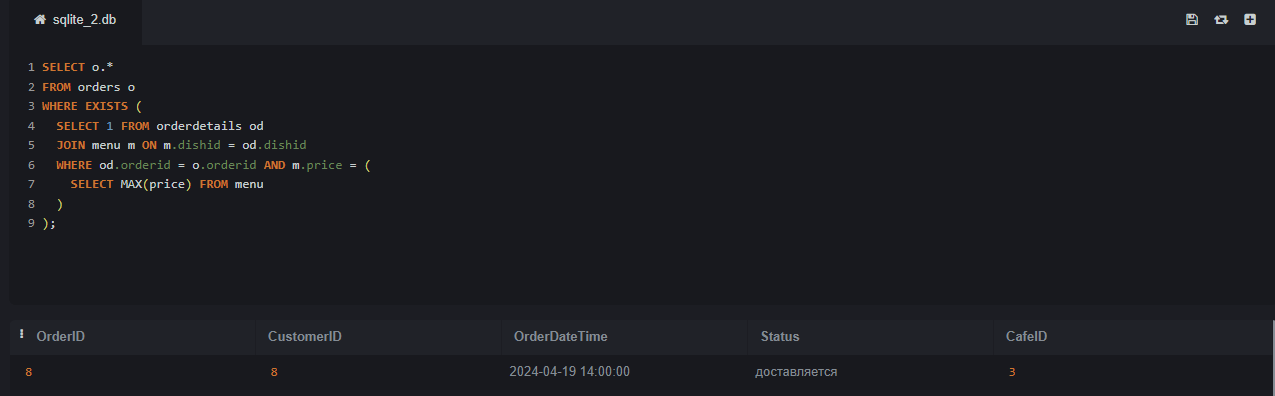 sqlite_2.db
1 SELECT o.*
2 FROM orders o
3 WHERE EXISTS (
4 SELECT 1 FROM orderdetails od
5 JOIN menu m ON m.dishid = od.dishid
6 WHERE od.orderid = o.orderid AND m.price = (
7 SELECT MAX(price) FROM menu
8 )
9 );
OrderID CustomerID OrderDateTime Status CafeID
8 8 2024-04-19 14:00:00 доставляется 3